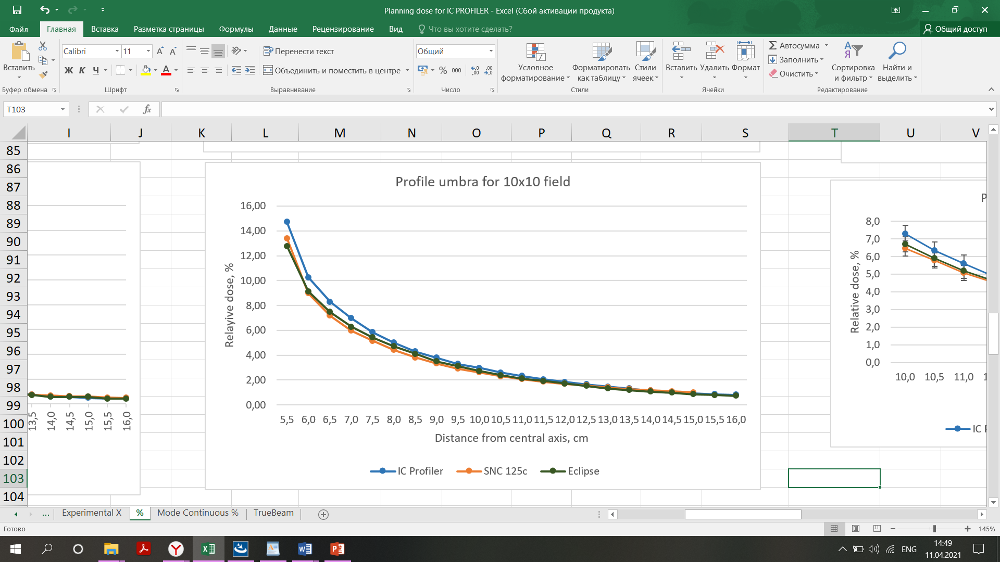 Planning dose for IC PROFILER - Excel (Сбой активации продукта)
Файл Главная Вставка Разметка страницы Формулы Данные Рецензирование Вид Что вы хотите сделать? Общий доступ
Вставить
Буфер обмена
Calibri 11
Ж К Ч А
Шрифт
Перенести текст
Объединить и поместить в центре
Выравнивание
Общий
% 000
Число
Условное форматирование
Форматировать как таблицу
Стили ячеек
Стили
Вставить Удалить Формат
Ячейки
Автосумма
Заполнить
Очистить
Сортировка и фильтр
Найти и выделить
Редактирование
T103
fx
I J K L M N O P Q R S T U V
85
86
87
88
89
90
91
92
93
94
95
96
97
98
99
100
101
102
103
104
13,5 14,0 14,5 15,0 15,5 16,0
Profile umbra for 10x10 field
Relayive dose, %
16,00
14,00
12,00
10,00
8,00
6,00
4,00
2,00
0,00
5,5 6,0 6,5 7,0 7,5 8,0 8,5 9,0 9,5 10,0 10,5 11,0 11,5 12,0 12,5 13,0 13,5 14,0 14,5 15,0 15,5 16,0
Distance from central axis, cm
IC Profiler SNC 125c Eclipse
P
Relative dose, %
8,0
7,0
6,0
5,0
4,0
3,0
2,0
1,0
0,0
10,0 10,5 11,0 1
IC P
... Experimental X % Mode Continuous % TrueBeam
Готово
145%
ENG
14:49
11.04.2021